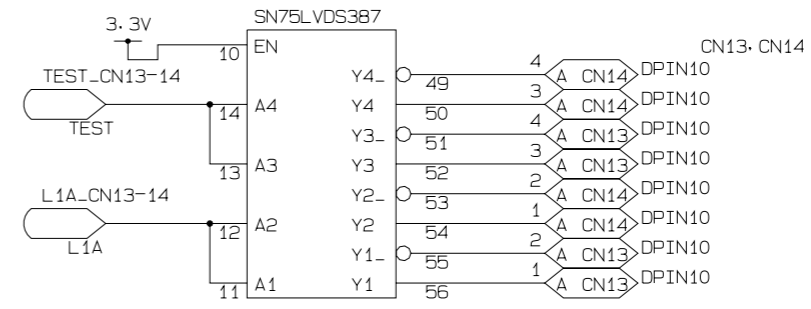 SN75LVDS387
3.3V
CN13, CN14
10 EN
TEST_CN13-14
Y4_ 49 4 A CN14 DPIN10
14 A4 Y4 50 3 A CN14 DPIN10
TEST
Y3_ 51 4 A CN13 DPIN10
13 A3 Y3 52 3 A CN13 DPIN10
L1A_CN13-14
Y2_ 53 2 A CN14 DPIN10
12 A2 Y2 54 1 A CN14 DPIN10
L1A
Y1_ 55 2 A CN13 DPIN10
11 A1 Y1 56 1 A CN13 DPIN10